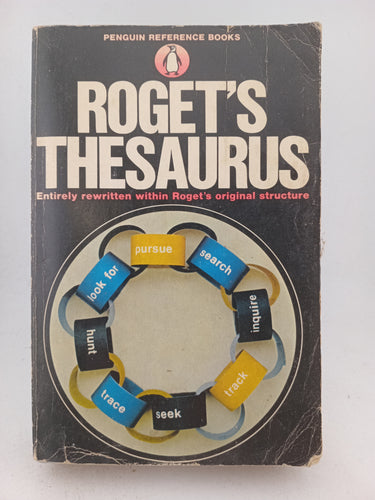 PENGUIN REFERENCE BOOKS
ROGET'S
THESAURUS
Entirely rewritten within Roget's original structure
pursue
search
inquire
track
seek
trace
hunt
look for